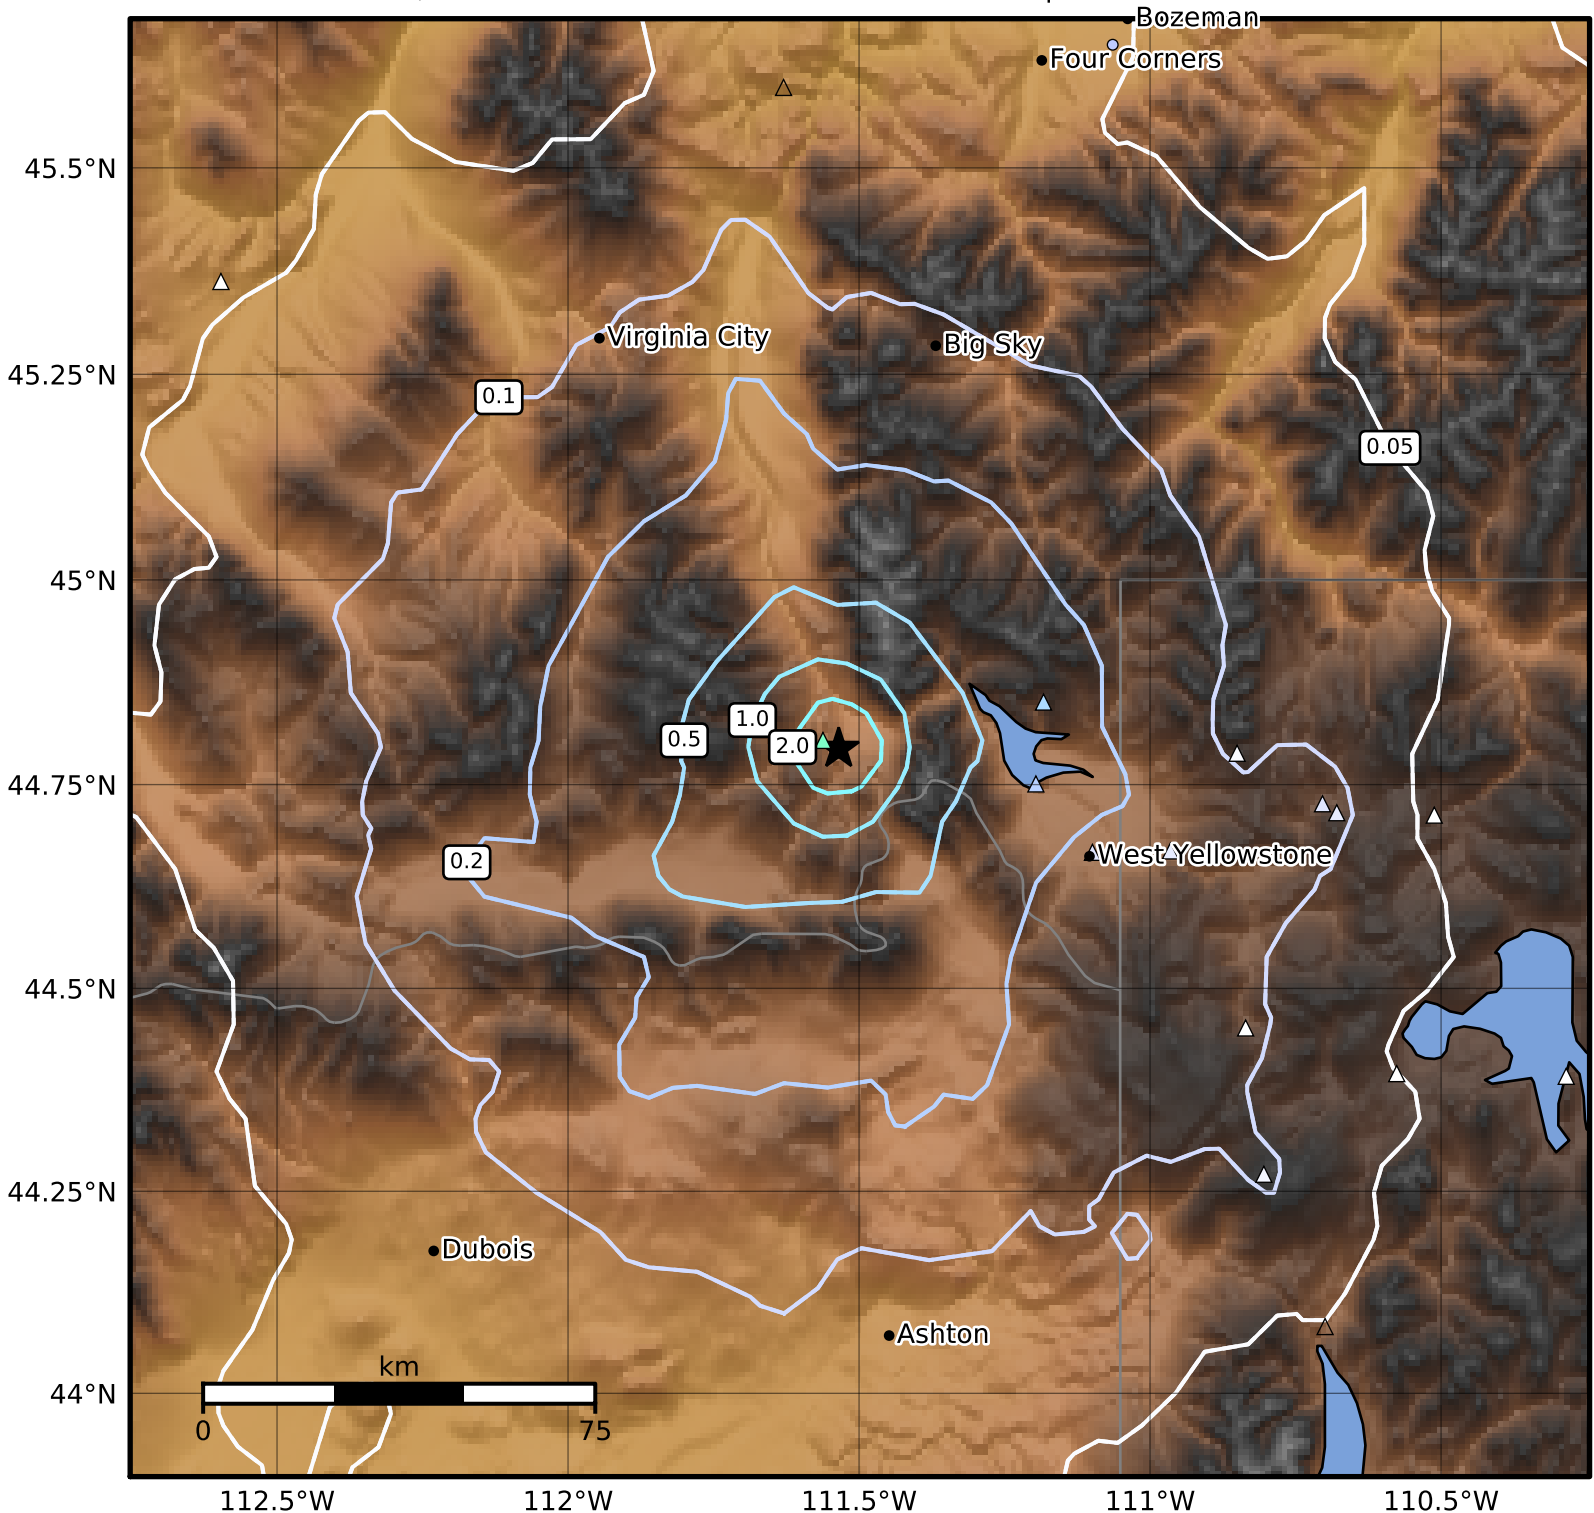 Bozeman
Four Corners
45.5°N
Virginia City
Big Sky
45.25°N
0.1
0.05
45°N
1.0
0.5
2.0
44.75°N
0.2
West Yellowstone
44.5°N
44.25°N
Dubois
Ashton
km
44°N
0
75
112.5°W
112°W
111.5°W
111°W
110.5°W